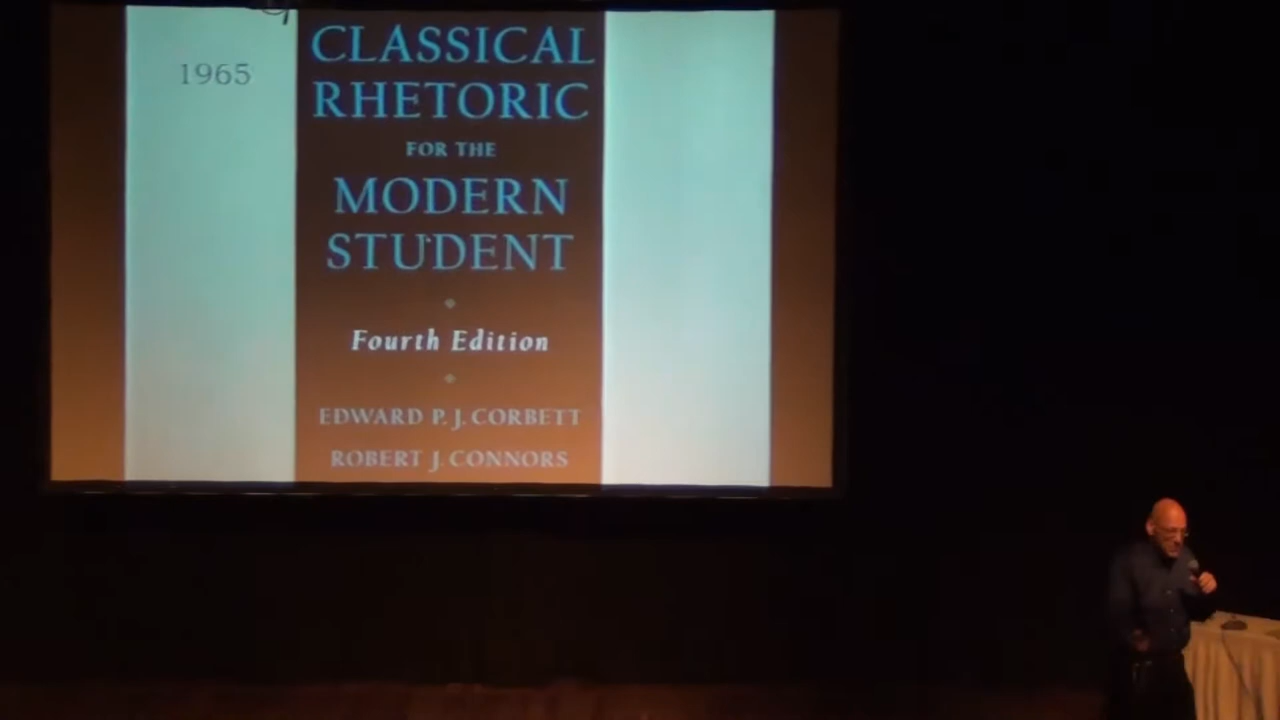 1965
CLASSICAL
RHETORIC
FOR THE
MODERN
STUDENT
Fourth Edition
EDWARD P. J. CORBETT
ROBERT J. CONNORS